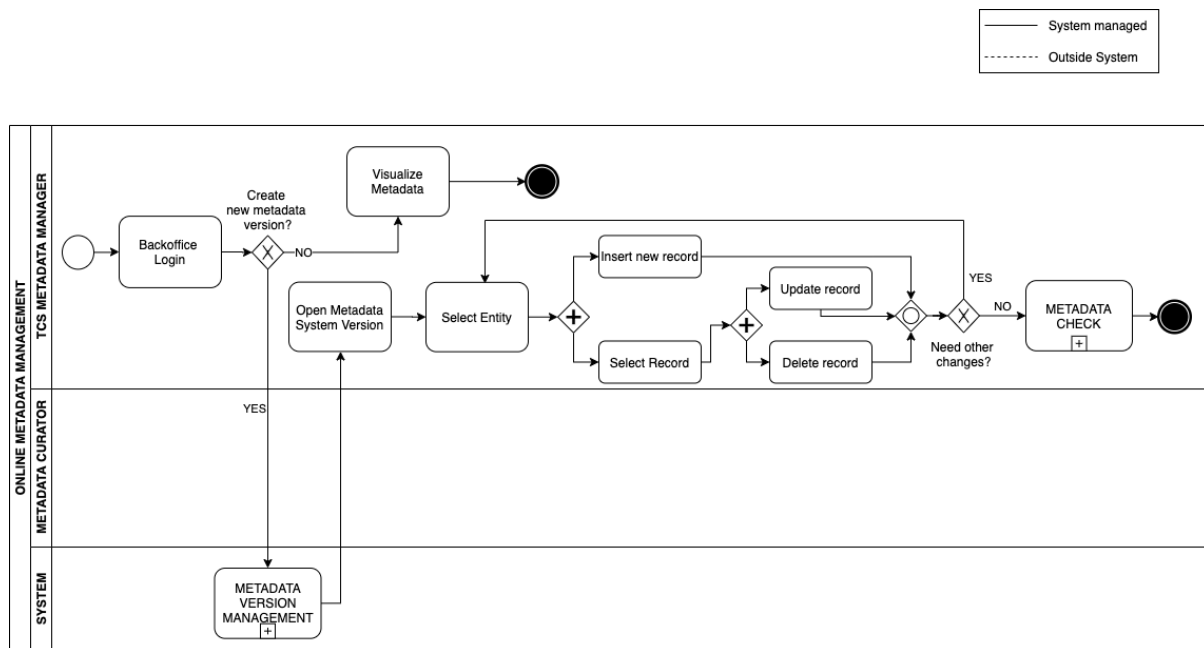 System managed
Outside System
ONLINE METADATA MANAGEMENT
TCS METADATA MANAGER
Backoffice
Login
Create
new metadata
version?
X
NO
Visualize
Metadata
Open Metadata
System Version
Select Entity
+
Insert new record
Select Record
+
Update record
Delete record
X
YES
NO
Need other
changes?
METADATA
CHECK
+
METADATA CURATOR
YES
SYSTEM
METADATA
VERSION
MANAGEMENT
+